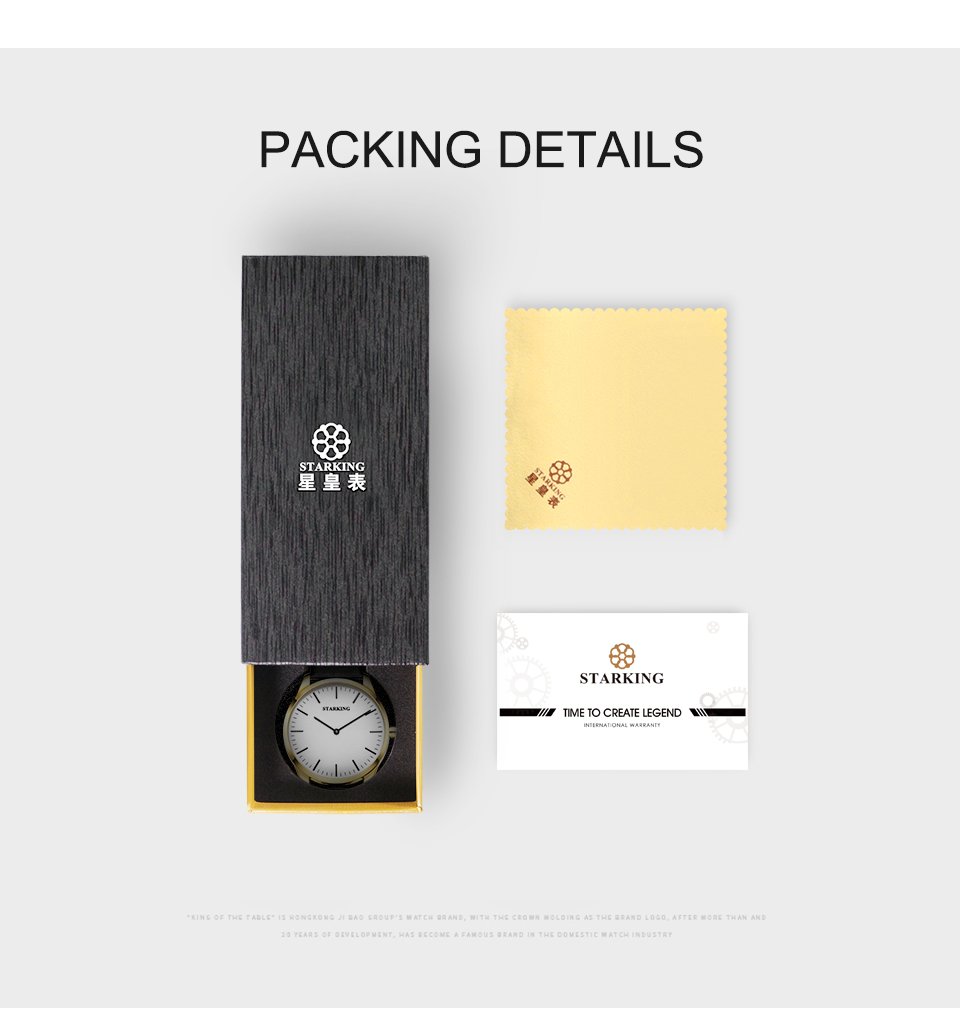 PACKING DETAILS
STARKING
星皇表
STARKING
星皇表
STARKING
STARKING
TIME TO CREATE LEGEND
INTERNATIONAL WARRANTY
"KING OF THE TABLE" IS HONGKONG JI BAO GROUP'S WATCH BRAND, WITH THE CROWN MOLDING AS THE BRAND LOGO, AFTER MORE THAN AND
20 YEARS OF DEVELOPMENT, HAS BECOME A FAMOUS BRAND IN THE DOMESTIC WATCH INDUSTRY